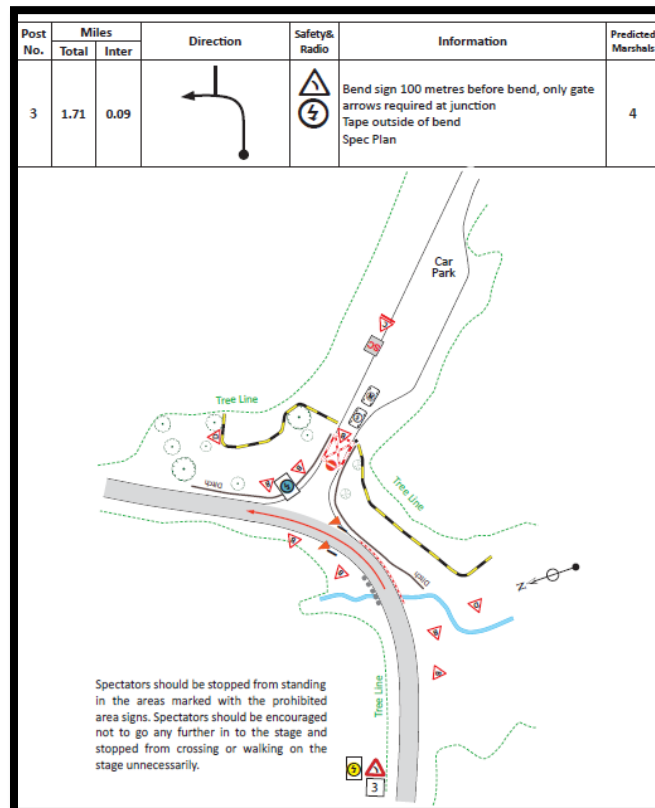 Post No.
Miles
Total
Inter
Direction
Safety&
Radio
Information
Predicted
Marshals
3
1.71
0.09
Bend sign 100 metres before bend, only gate
arrows required at junction
Tape outside of bend
Spec Plan
4
Car
Park
SC
Tree Line
Ditch
Tree Line
Ditch
N
Tree Line
Spectators should be stopped from standing
in the areas marked with the prohibited
area signs. Spectators should be encouraged
not to go any further in to the stage and
stopped from crossing or walking on the
stage unnecessarily.
3